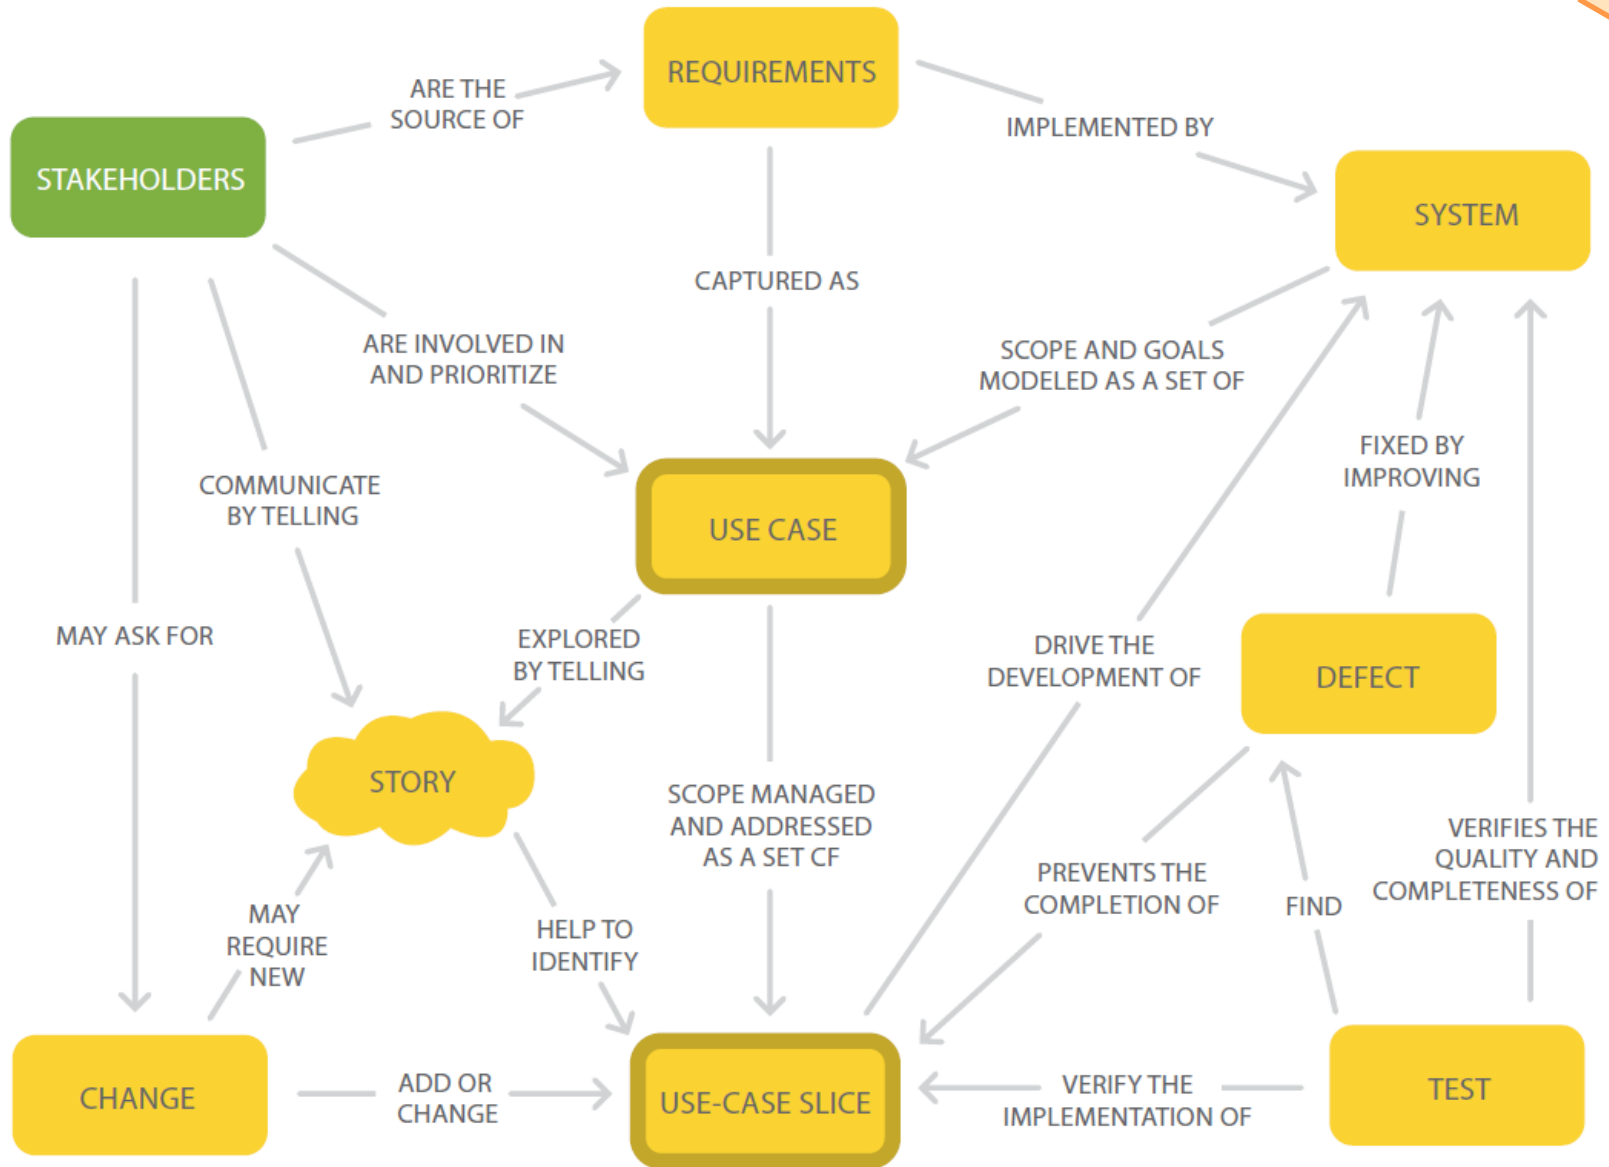 REQUIREMENTS
ARE THE
SOURCE OF
IMPLEMENTED BY
STAKEHOLDERS
SYSTEM
CAPTURED AS
ARE INVOLVED IN
AND PRIORITIZE
SCOPE AND GOALS
MODELED AS A SET OF
FIXED BY
IMPROVING
COMMUNICATE
BY TELLING
USE CASE
MAY ASK FOR
EXPLORED
BY TELLING
DRIVE THE
DEVELOPMENT OF
DEFECT
STORY
SCOPE MANAGED
AND ADDRESSED
AS A SET CF
VERIFIES THE
QUALITY AND
COMPLETENESS OF
PREVENTS THE
COMPLETION OF
FIND
MAY
REQUIRE
NEW
HELP TO
IDENTIFY
CHANGE
ADD OR
CHANGE
USE-CASE SLICE
VERIFY THE
IMPLEMENTATION OF
TEST